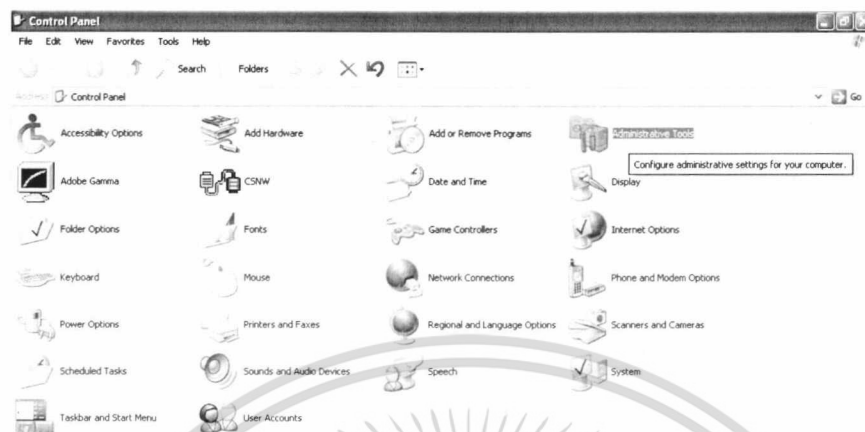 Control Panel
File Edit View Favorites Tools Help
Search Folders
Address Control Panel Go
Accessibility Options Add Hardware Add or Remove Programs Administrative Tools
Configure administrative settings for your computer.
Adobe Gamma CSNW Date and Time Display
Folder Options Fonts Game Controllers Internet Options
Keyboard Mouse Network Connections Phone and Modem Options
Power Options Printers and Faxes Regional and Language Options Scanners and Cameras
Scheduled Tasks Sounds and Audio Devices Speech System
Taskbar and Start Menu User Accounts